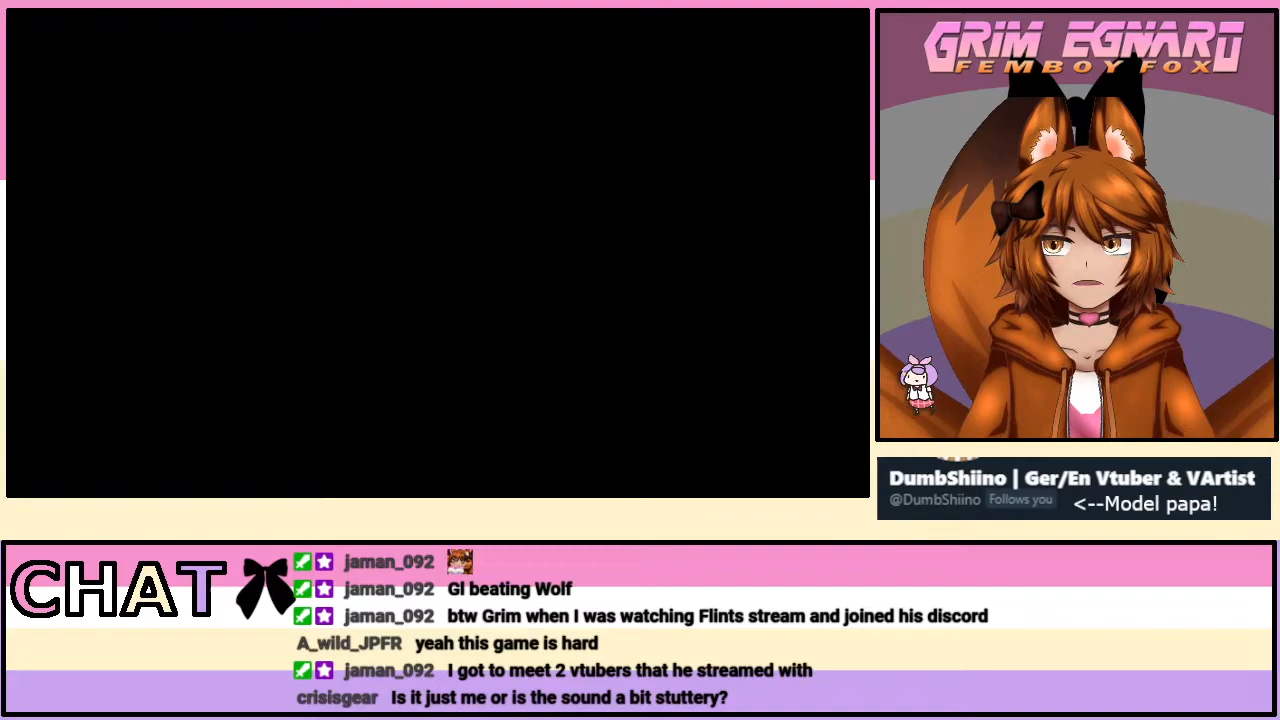 GRIM EGNART
FEMBOY FOX
DumbShiino | Ger/En Vtuber & VArtist
@DumbShiino Follows you <--Model papa!
CHAT
jaman_092
jaman_092 Gl beating Wolf
jaman_092 btw Grim when I was watching Flints stream and joined his discord
A_wild_JPFR yeah this game is hard
jaman_092 I got to meet 2 vtubers that he streamed with
crisisgear Is it just me or is the sound a bit stuttery?